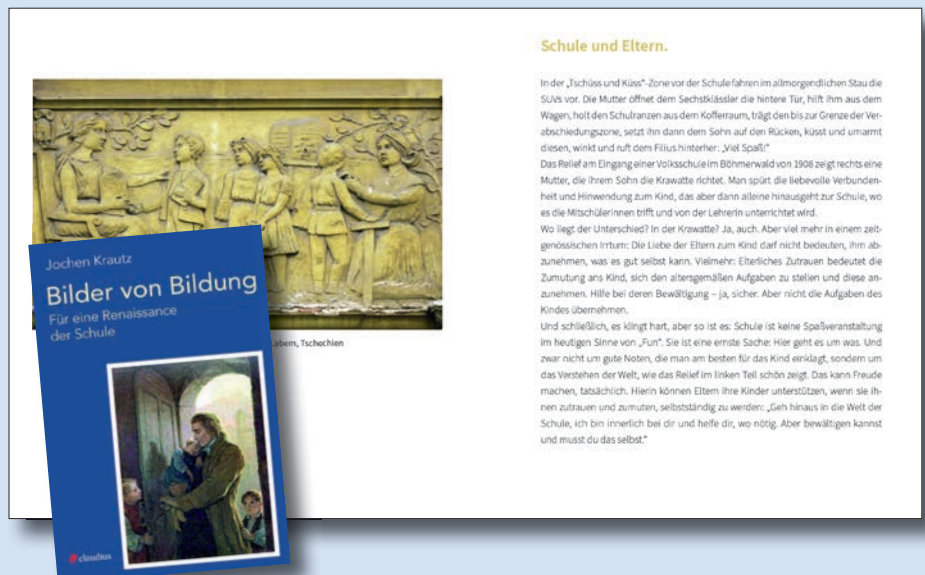 Schule und Eltern.
In der „Tschüss und Küss“-Zone vor der Schule fahren im allmorgendlichen Stau die
SUVs vor. Die Mutter öffnet dem Sechstklässler die hintere Tür, hilft ihm aus dem
Wagen, holt den Schulranzen aus dem Kofferraum, trägt den bis zur Grenze der Ver-
abschiedungszone, setzt ihn dann dem Sohn auf den Rücken, küsst und umarmt
diesen, winkt und ruft dem Filius hinterher: „Viel Spaß!“
Das Relief am Eingang einer Volksschule im Böhmerwald von 1908 zeigt rechts eine
Mutter, die ihrem Sohn die Krawatte richtet. Man spürt die liebevolle Verbunden-
heit und Hinwendung zum Kind, das aber dann alleine hinausgeht zur Schule, wo
es die Mitschülerinnen trifft und von der Lehrerin unterrichtet wird.
Wo liegt der Unterschied? In der Krawatte? Ja, auch. Aber viel mehr in einem zeit-
genössischen Irrtum: Die Liebe der Eltern zum Kind darf nicht bedeuten, ihm ab-
zunehmen, was es gut selbst kann. Vielmehr: Elterliches Zutrauen bedeutet die
Zumutung ans Kind, sich den altersgemäßen Aufgaben zu stellen und diese an-
zunehmen. Hilfe bei deren Bewältigung – ja, sicher. Aber nicht die Aufgaben des
Kindes übernehmen.
Und schließlich, es klingt hart, aber so ist es: Schule ist keine Spaßveranstaltung
im heutigen Sinne von „Fun“. Sie ist eine ernste Sache: Hier geht es um was. Und
zwar nicht um gute Noten, die man am besten für das Kind einklagt, sondern um
das Verstehen der Welt, wie das Relief im linken Teil schön zeigt. Das kann Freude
machen, tatsächlich. Hierin können Eltern ihre Kinder unterstützen, wenn sie ih-
nen zutrauen und zumuten, selbstständig zu werden: „Geh hinaus in die Welt der
Schule, ich bin innerlich bei dir und helfe dir, wo nötig. Aber bewältigen kannst
und musst du das selbst.“
Labem, Tschechien
Jochen Krautz
Bilder von Bildung
Für eine Renaissance
der Schule
claudius